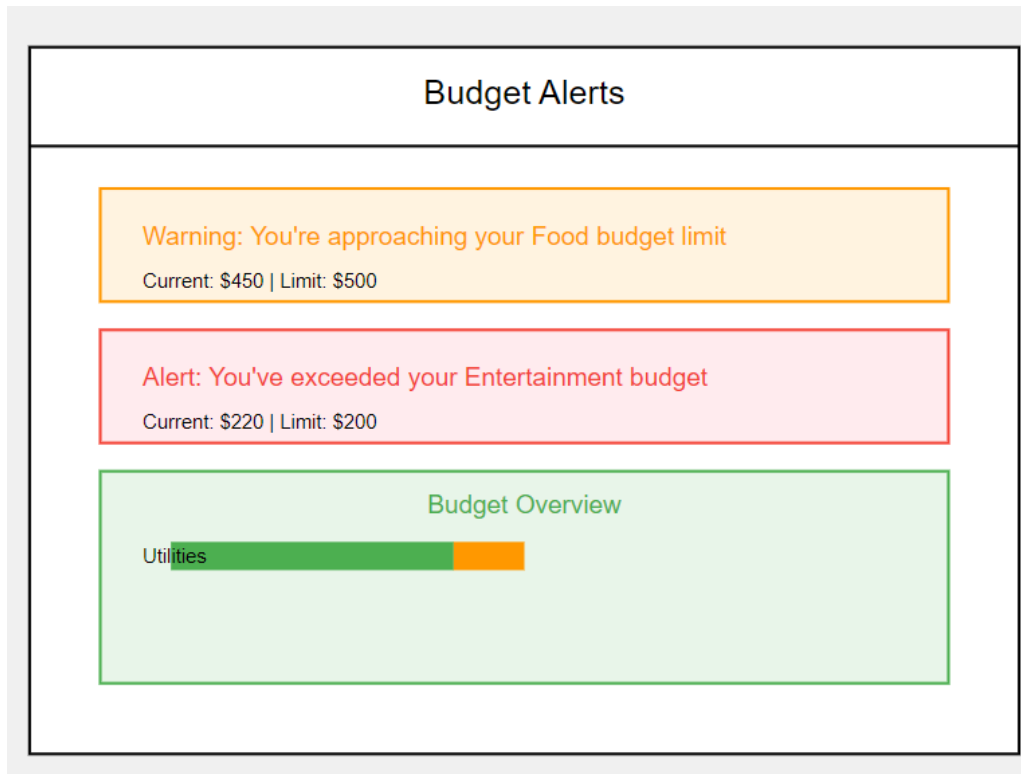 Budget Alerts
Warning: You're approaching your Food budget limit
Current: $450 | Limit: $500
Alert: You've exceeded your Entertainment budget
Current: $220 | Limit: $200
Budget Overview
Utilities